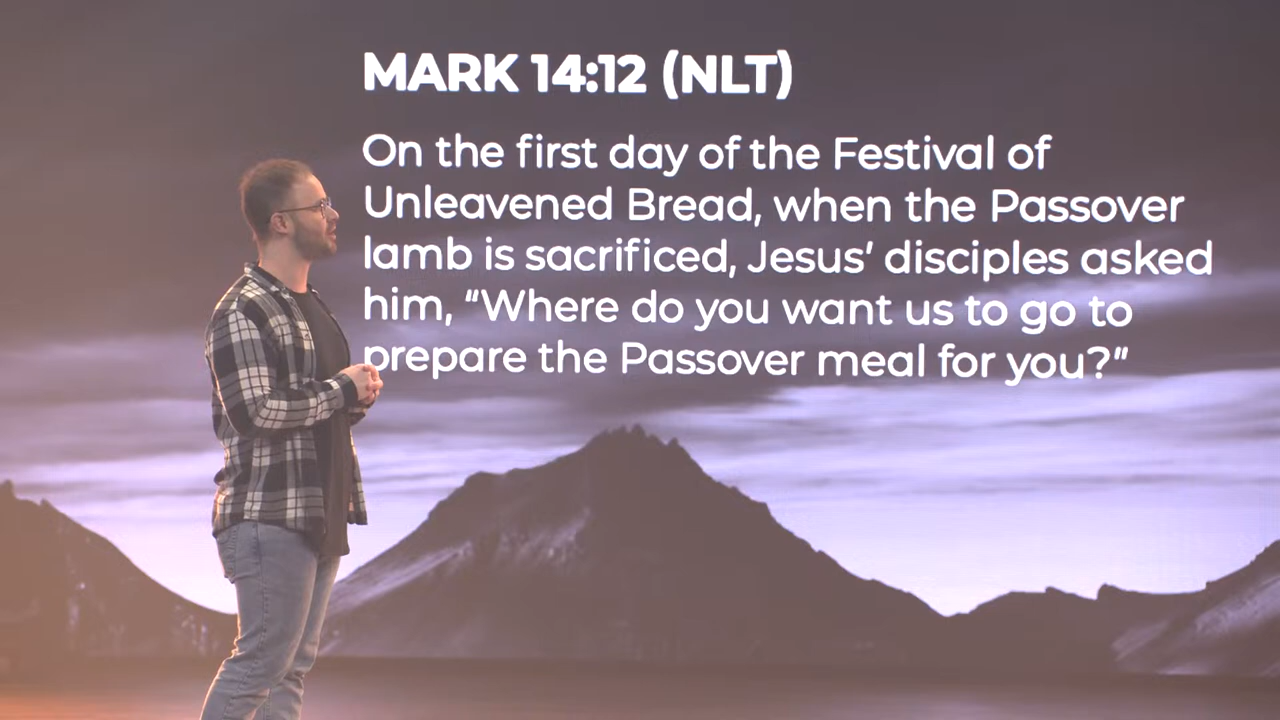 MARK 14:12 (NLT)
On the first day of the Festival of
Unleavened Bread, when the Passover
lamb is sacrificed, Jesus’ disciples asked
him, “Where do you want us to go to
prepare the Passover meal for you?”